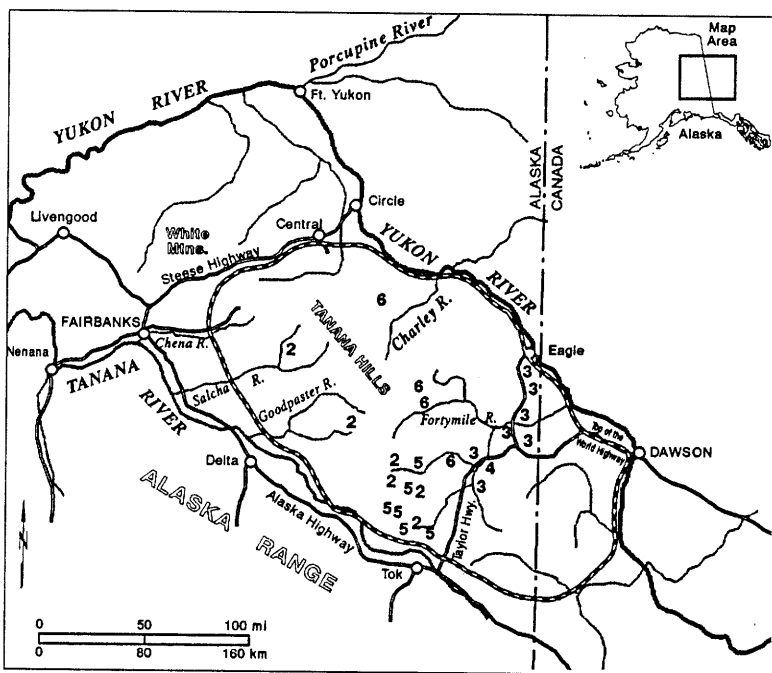 Map
Area
Alaska
Porcupine River
YUKON RIVER
Ft. Yukon
ALASKA
CANADA
Livengood
White
Mtns.
Central
Circle
Steese Highway
YUKON RIVER
6
Charley R.
FAIRBANKS
Chena R.
TANANA HILLS
2
Nenana
TANANA RIVER
Salcha R.
Eagle
3
3
6
6
Goodpaster R.
2
Fortymile R.
3
3
3
Top of the
World Highway
DAWSON
Delta
2 5 6 3 4
2 5 2 3
5 5
5 2 5
Taylor Hwy.
ALASKA RANGE
Alaska Highway
Tok
N
0 50 100 mi
0 80 160 km